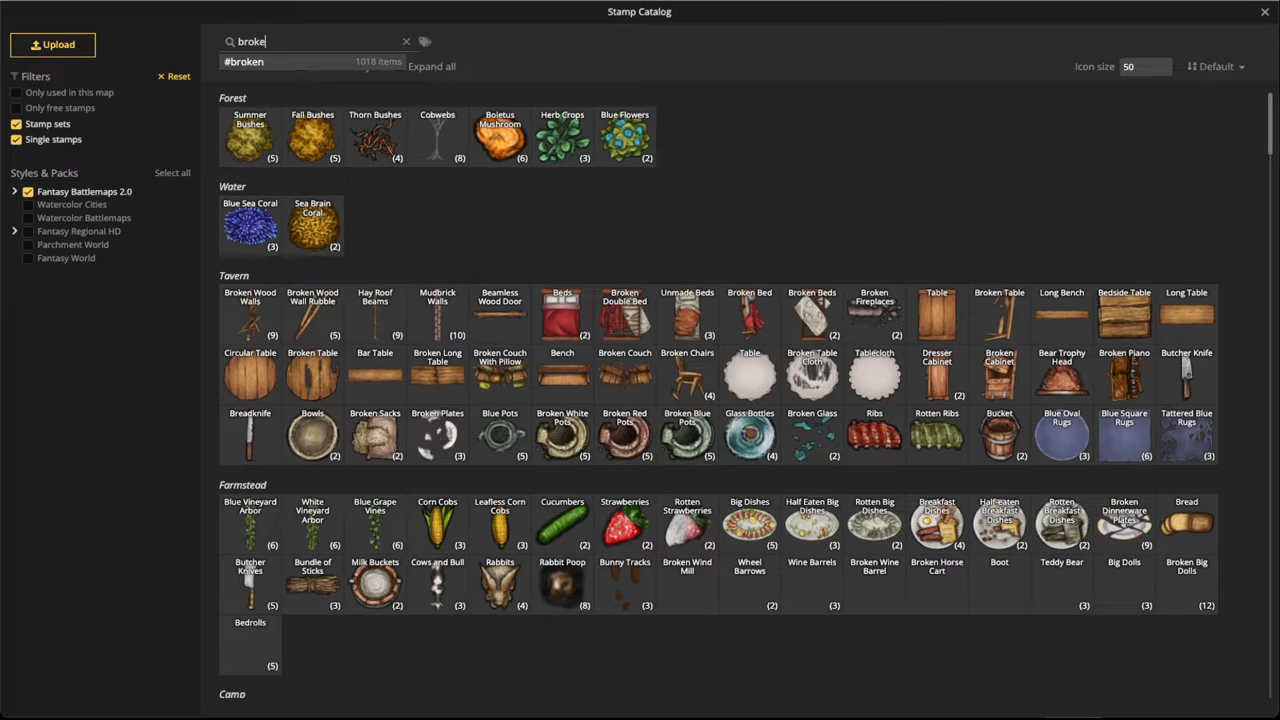 Stamp Catalog
Upload
broke
#broken 1018 items
Expand all
Icon size 50 Default
Filters Reset
Only used in this map
Only free stamps
Stamp sets
Single stamps
Styles & Packs Select all
Fantasy Battlemaps 2.0
Watercolor Cities
Watercolor Battlemaps
Fantasy Regional HD
Parchment World
Fantasy World
Forest
Summer Bushes (5) Fall Bushes (5) Thorn Bushes (4) Cobwebs (8) Boletus Mushroom (6) Herb Crops (3) Blue Flowers (2)
Water
Blue Sea Coral (3) Sea Brain Coral (2)
Tavern
Broken Wood Walls (9) Broken Wood Wall Rubble (5) Hay Roof Beams (9) Mudbrick Walls (10) Beamless Wood Door Beds (2) Broken Double Bed Unmade Beds (3) Broken Bed Broken Beds (2) Broken Fireplaces (2) Table Broken Table Long Bench Bedside Table Long Table
Circular Table Broken Table Bar Table Broken Long Table Broken Couch With Pillow Bench Broken Couch Broken Chairs (4) Table Broken Table Cloth Tablecloth Dresser Cabinet (2) Broken Cabinet Bear Trophy Head Broken Piano Butcher Knife
Breadknife Bowls (2) Broken Sacks (2) Broken Plates (3) Blue Pots (5) Broken White Pots (5) Broken Red Pots (5) Broken Blue Pots (5) Glass Bottles (4) Broken Glass (2) Ribs Rotten Ribs Bucket (2) Blue Oval Rugs (3) Blue Square Rugs (6) Tattered Blue Rugs (3)
Farmstead
Blue Vineyard Arbor (6) White Vineyard Arbor (6) Blue Grape Vines (6) Corn Cobs (3) Leafless Corn Cobs (3) Cucumbers (2) Strawberries (2) Rotten Strawberries (2) Big Dishes (5) Half Eaten Big Dishes (3) Rotten Big Dishes (2) Breakfast Dishes (4) Half-eaten Breakfast Dishes (2) Rotten Breakfast Dishes (2) Broken Dinnerware Plates (9) Bread
Butcher Knives (5) Bundle of Sticks (3) Milk Buckets (2) Cows and Bull (3) Rabbits (4) Rabbit Poop (8) Bunny Tracks (3) Broken Wind Mill Wheel Barrows (2) Wine Barrels (3) Broken Wine Barrel Broken Horse Cart Boot Teddy Bear (3) Big Dolls (3) Broken Big Dolls (12)
Bedrolls (5)
Camp